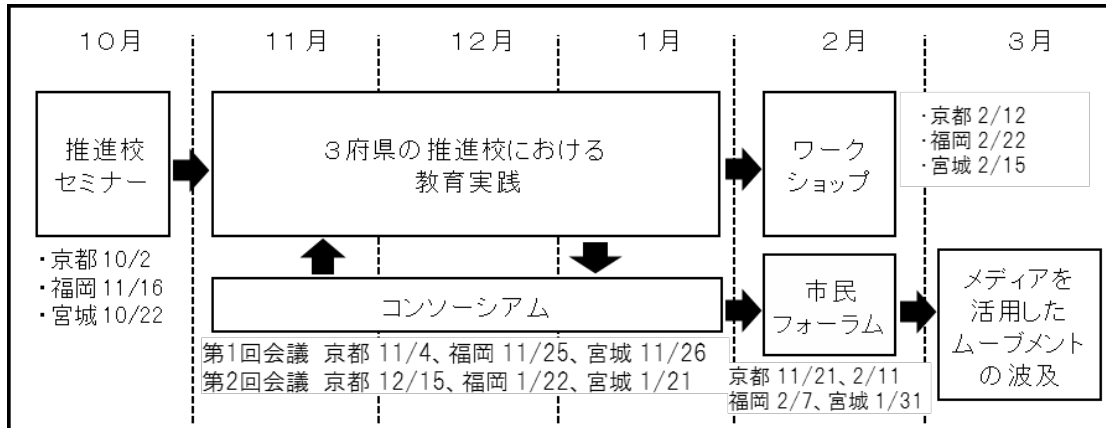 10月 11月 12月 1月 2月 3月
推進校
セミナー
3府県の推進校における
教育実践
ワーク
ショップ
・京都 2/12
・福岡 2/22
・宮城 2/15
・京都 10/2
・福岡 11/16
・宮城 10/22
コンソーシアム
第1回会議 京都 11/4、福岡 11/25、宮城 11/26
第2回会議 京都 12/15、福岡 1/22、宮城 1/21
市民
フォーラム
京都 11/21、2/11
福岡 2/7、宮城 1/31
メディアを
活用した
ムーブメント
の波及